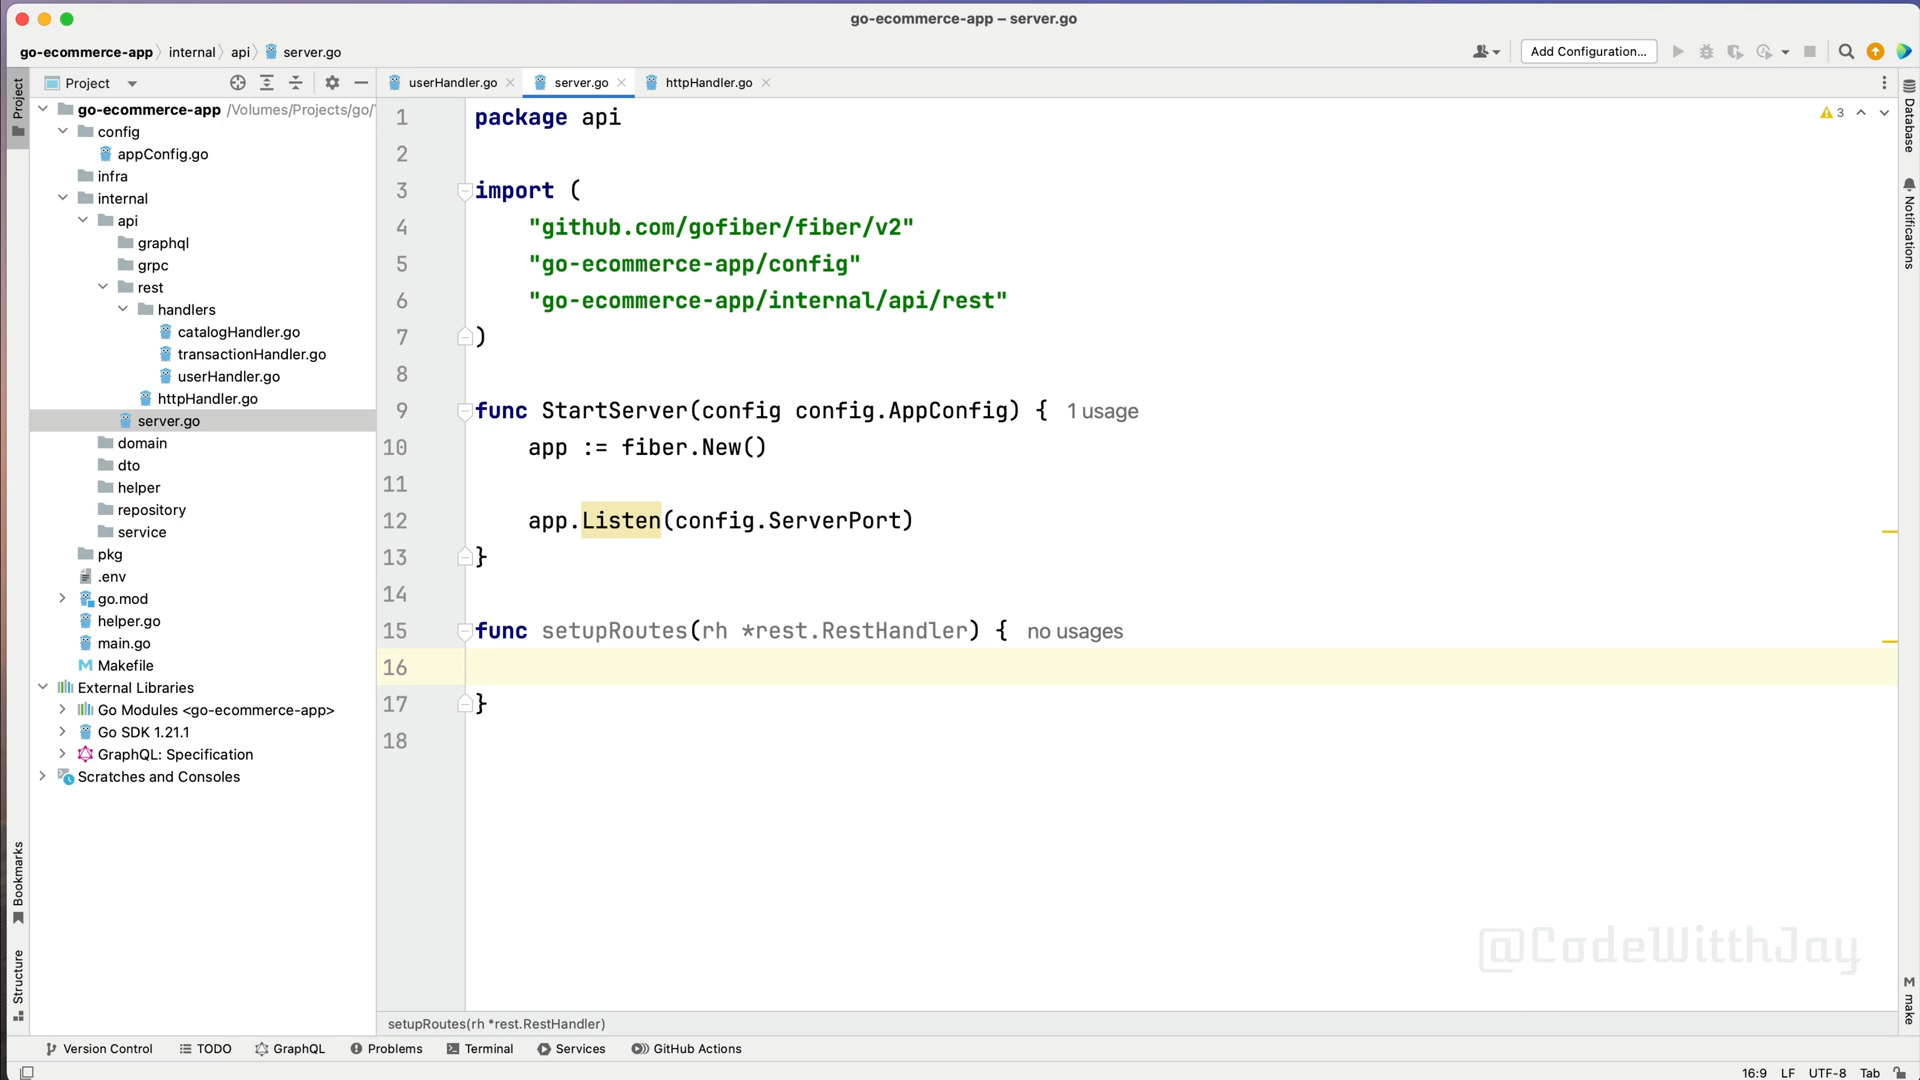 go-ecommerce-app – server.go
go-ecommerce-app
internal
api
server.go
Add Configuration...
Project
userHandler.go
server.go
httpHandler.go
Project
go-ecommerce-app /Volumes/Projects/go/
config
appConfig.go
infra
internal
api
graphql
grpc
rest
handlers
catalogHandler.go
transactionHandler.go
userHandler.go
httpHandler.go
server.go
domain
dto
helper
repository
service
pkg
.env
go.mod
helper.go
main.go
Makefile
External Libraries
Go Modules <go-ecommerce-app>
Go SDK 1.21.1
GraphQL: Specification
Scratches and Consoles
Bookmarks
Structure
1 package api
2
3 import (
4 "github.com/gofiber/fiber/v2"
5 "go-ecommerce-app/config"
6 "go-ecommerce-app/internal/api/rest"
7 )
8
9 func StartServer(config config.AppConfig) { 1 usage
10 app := fiber.New()
11
12 app.Listen(config.ServerPort)
13 }
14
15 func setupRoutes(rh *rest.RestHandler) { no usages
16
17 }
18
3
Database
Notifications
M make
@CodeWitthJay
setupRoutes(rh *rest.RestHandler)
Version Control
TODO
GraphQL
Problems
Terminal
Services
GitHub Actions
16:9 LF UTF-8 Tab